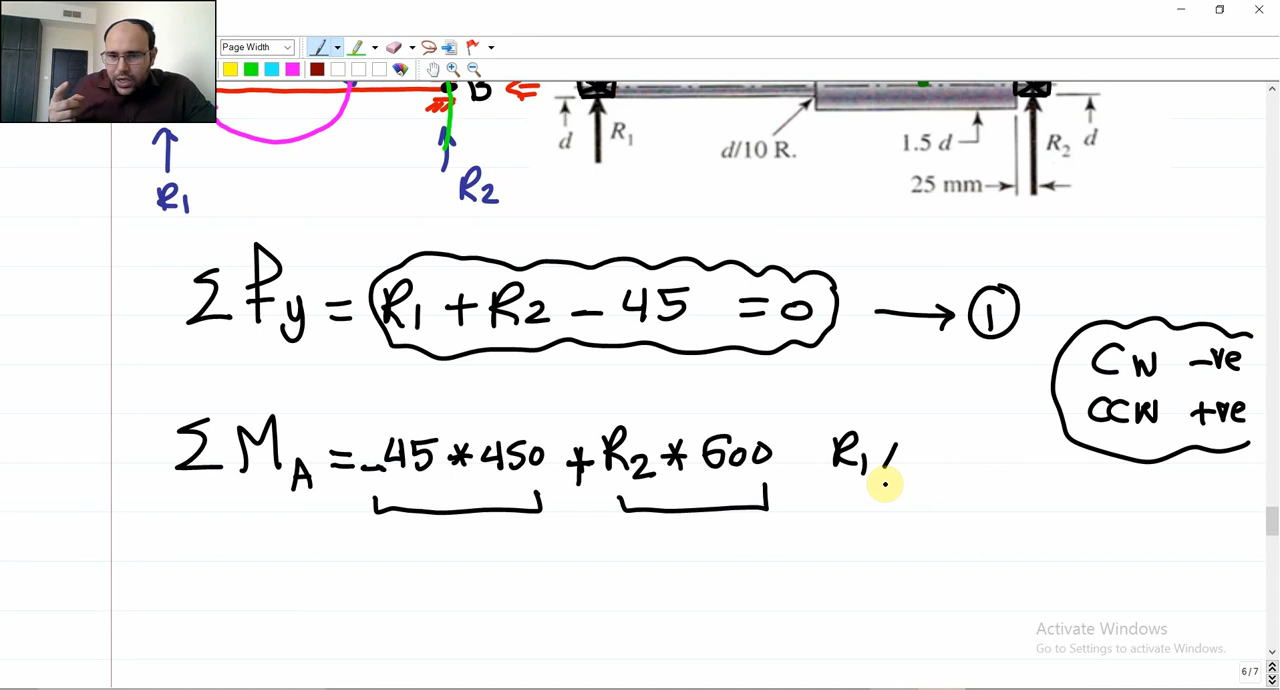 Page Width
B
d
R1
d/10 R.
1.5 d
R2
d
25 mm
R1
R2
ΣFy = R1 + R2 - 45 = 0 → ①
CW -ve
CCW +ve
ΣMA = -45 * 450 + R2 * 600 R1
Activate Windows
Go to Settings to activate Windows.
6/7